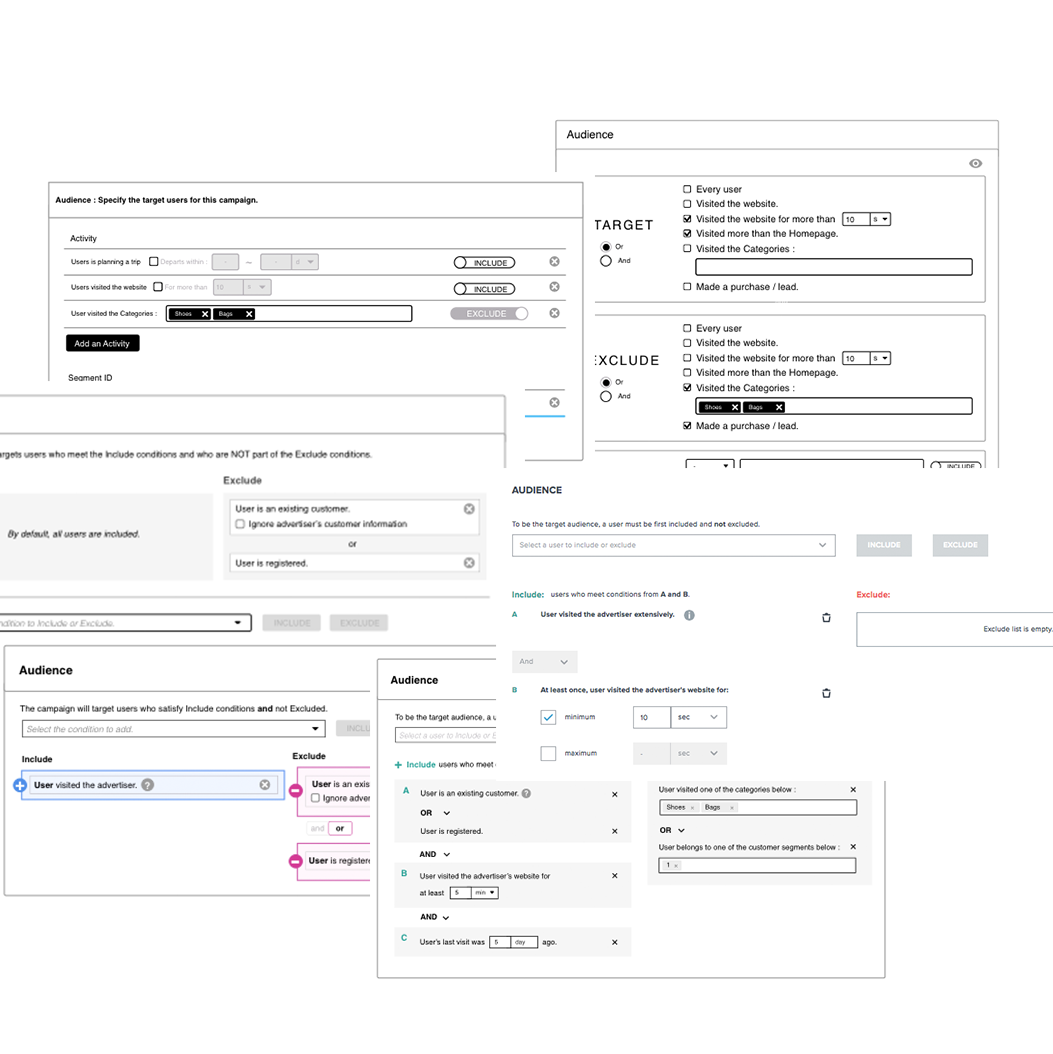 Audience
TARGET
Or
And
Every user
Visited the website.
Visited the website for more than 10 s
Visited more than the Homepage.
Visited the Categories :
Made a purchase / lead.
EXCLUDE
Or
And
Every user
Visited the website.
Visited the website for more than 10 s
Visited more than the Homepage.
Visited the Categories :
Shoes Bags
Made a purchase / lead.
INCLUDE
Audience : Specify the target users for this campaign.
Activity
Users is planning a trip Departs within : - ~ - d INCLUDE
Users visited the website For more than 10 s INCLUDE
User visited the Categories : Shoes Bags EXCLUDE
Add an Activity
Segment ID
users who meet the Include conditions and who are NOT part of the Exclude conditions.
Exclude
By default, all users are included.
User is an existing customer.
Ignore advertiser's customer information
or
User is registered.
to Include or Exclude. INCLUDE EXCLUDE
AUDIENCE
To be the target audience, a user must be first included and not excluded.
Select a user to include or exclude INCLUDE EXCLUDE
Include: users who meet conditions from A and B.
A User visited the advertiser extensively.
And
B At least once, user visited the advertiser's website for:
minimum 10 sec
maximum - sec
Exclude:
Exclude list is empty.
Audience
The campaign will target users who satisfy Include conditions and not Excluded.
Select the condition to add. INCLU
Include
User visited the advertiser. ?
Exclude
User is an exis
Ignore adver
and or
User is registere
Audience
To be the target audience, a u
Select a user to Include or E
+ Include users who meet
A User is an existing customer. ?
OR
User is registered.
AND
B User visited the advertiser's website for
at least 5 min
AND
C User's last visit was 5 day ago.
User visited one of the categories below :
Shoes x Bags x
OR
User belongs to one of the customer segments below :
1 x